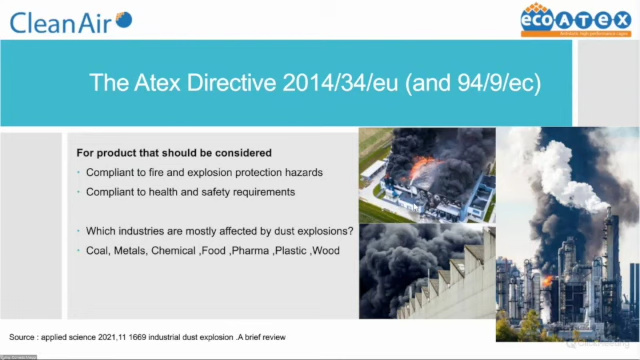 CleanAir
ecoATEX
The Atex Directive 2014/34/eu (and 94/9/ec)
For product that should be considered
Compliant to fire and explosion protection hazards
Compliant to health and safety requirements
Which industries are mostly affected by dust explosions?
Coal, Metals, Chemical ,Food ,Pharma ,Plastic ,Wood
Source : applied science 2021,11 1669 industrial dust explosion .A brief review